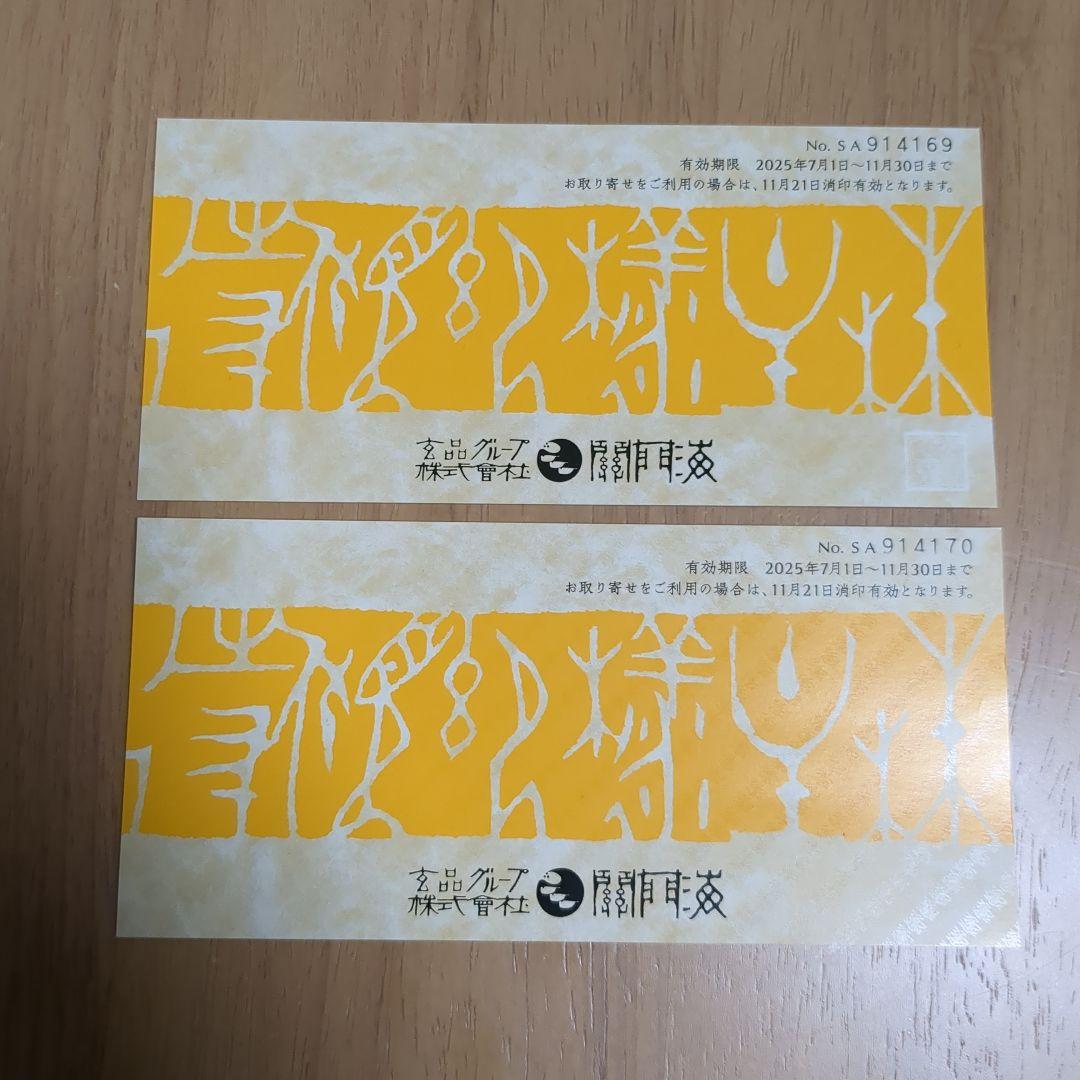 No. SA914169
有効期限 2025年7月1日〜11月30日まで
お取り寄せをご利用の場合は、11月21日消印有効となります。
玄品グループ
株式會社
關門海
No. SA914170
有効期限 2025年7月1日〜11月30日まで
お取り寄せをご利用の場合は、11月21日消印有効となります。
玄品グループ
株式會社
關門海